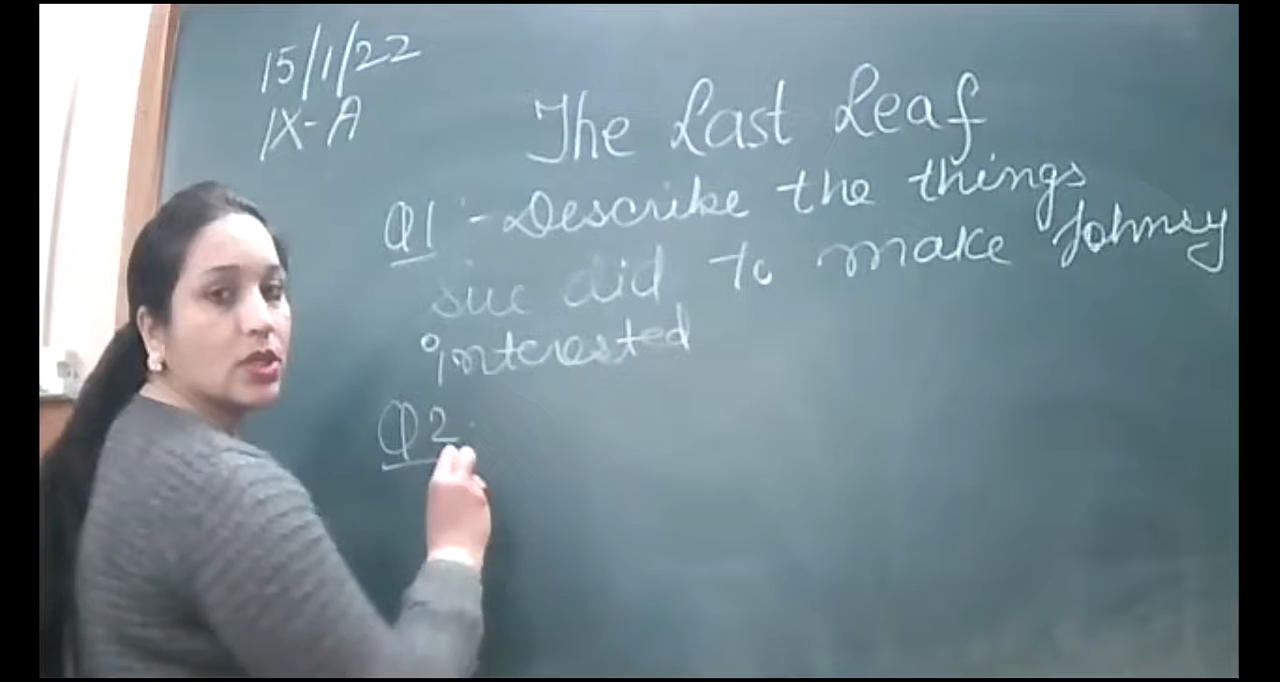 15/1/22
IX-A
The Last Leaf
Q1:- Describe the things
sue did to make Johnsy
interested
Q2.